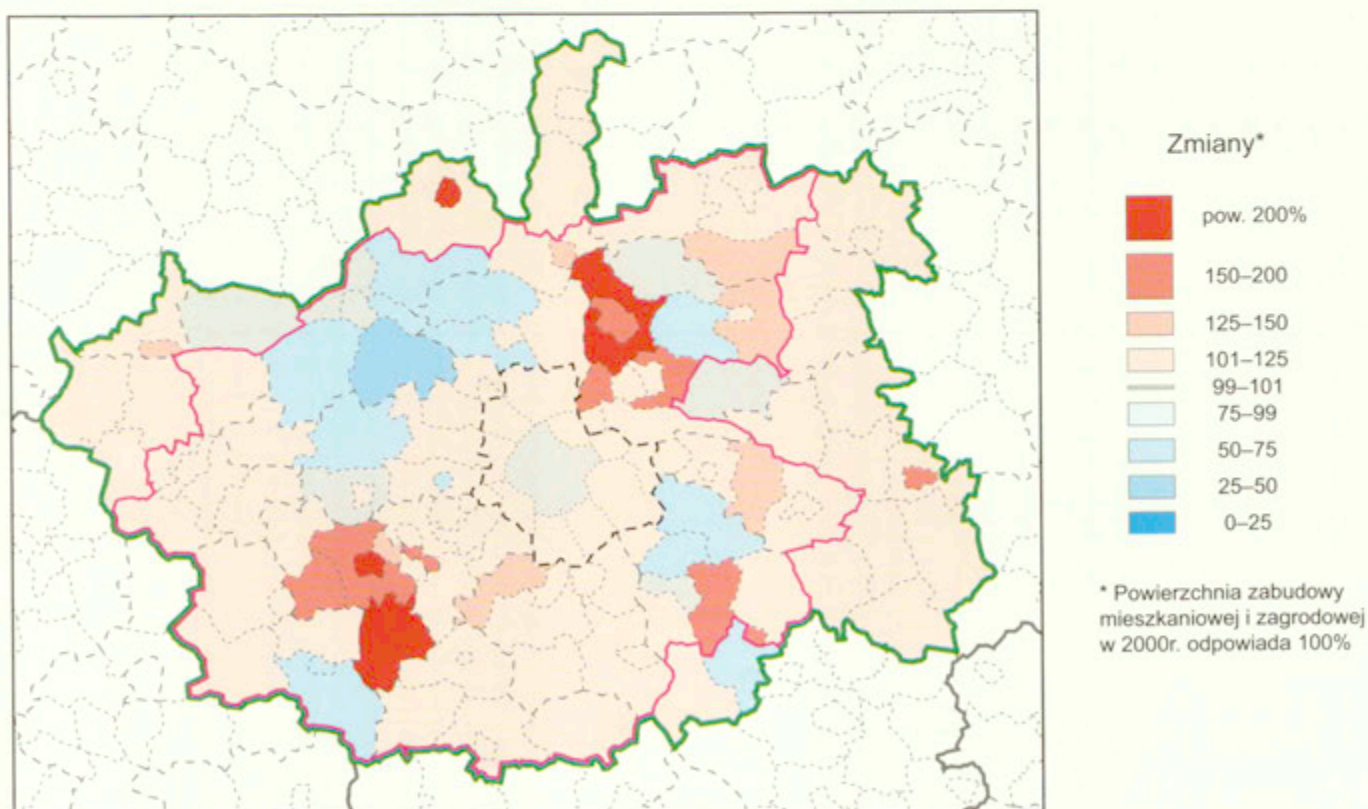 Zmiany*
pow. 200%
150–200
125–150
101–125
99–101
75–99
50–75
25–50
0–25
* Powierzchnia zabudowy
mieszkaniowej i zagrodowej
w 2000r. odpowiada 100%